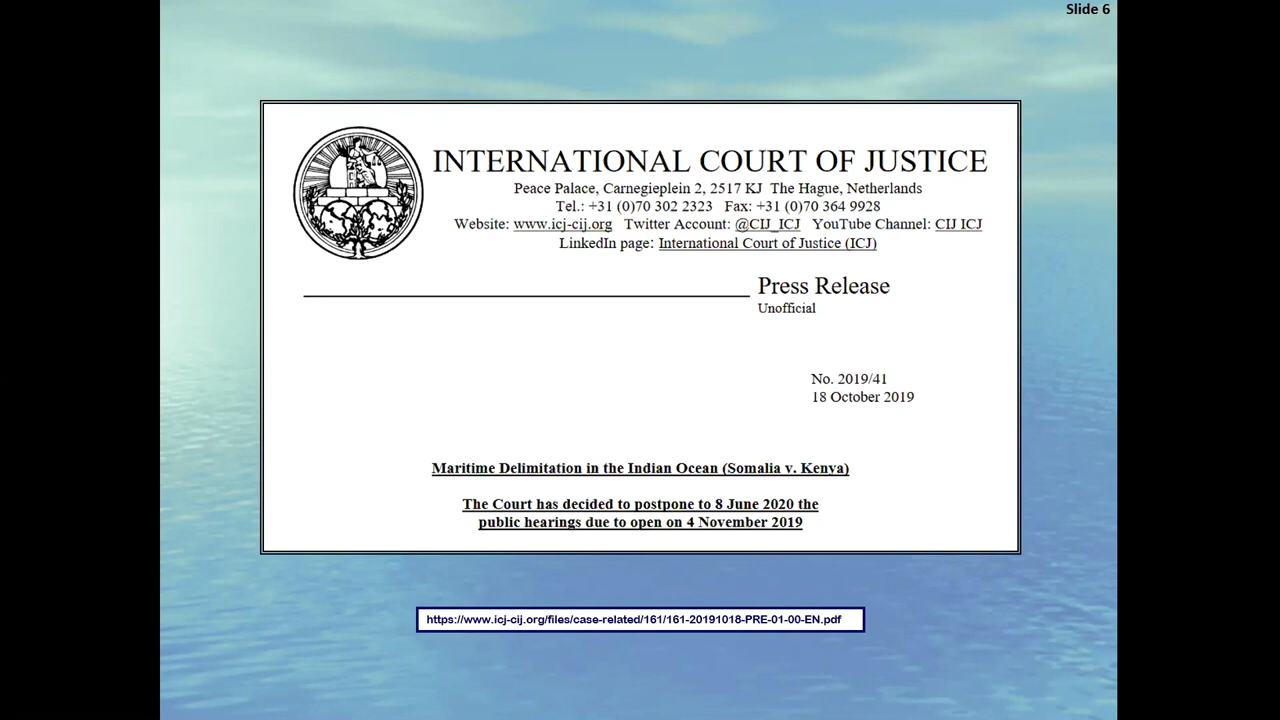 Slide 6
INTERNATIONAL COURT OF JUSTICE
Peace Palace, Carnegieplein 2, 2517 KJ The Hague, Netherlands
Tel.: +31 (0)70 302 2323 Fax: +31 (0)70 364 9928
Website: www.icj-cij.org Twitter Account: @CIJ_ICJ YouTube Channel: CIJ ICJ
LinkedIn page: International Court of Justice (ICJ)
Press Release
Unofficial
No. 2019/41
18 October 2019
Maritime Delimitation in the Indian Ocean (Somalia v. Kenya)
The Court has decided to postpone to 8 June 2020 the
public hearings due to open on 4 November 2019
https://www.icj-cij.org/files/case-related/161/161-20191018-PRE-01-00-EN.pdf